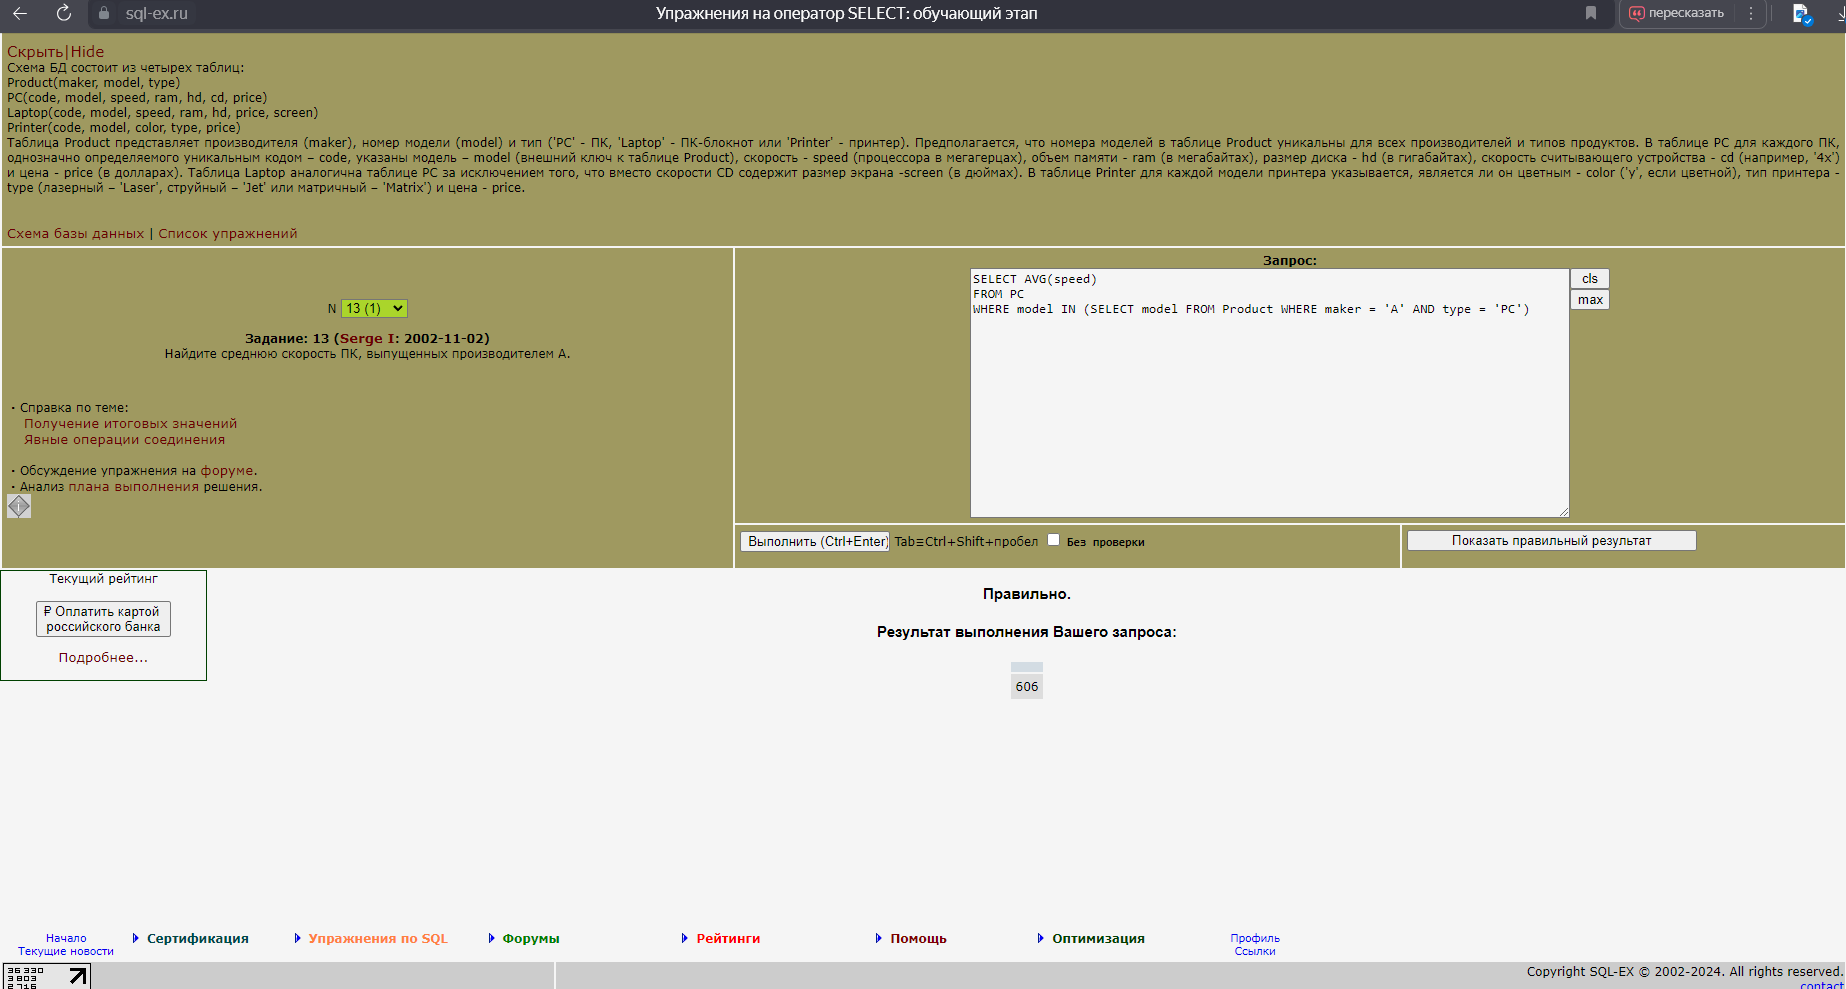 sql-ex.ru
Упражнения на оператор SELECT: обучающий этап
пересказать
Скрыть|Hide
Схема БД состоит из четырех таблиц:
Product(maker, model, type)
PC(code, model, speed, ram, hd, cd, price)
Laptop(code, model, speed, ram, hd, price, screen)
Printer(code, model, color, type, price)
Таблица Product представляет производителя (maker), номер модели (model) и тип ('PC' - ПК, 'Laptop' - ПК-блокнот или 'Printer' - принтер). Предполагается, что номера моделей в таблице Product уникальны для всех производителей и типов продуктов. В таблице PC для каждого ПК,
однозначно определяемого уникальным кодом – code, указаны модель – model (внешний ключ к таблице Product), скорость - speed (процессора в мегагерцах), объем памяти - ram (в мегабайтах), размер диска - hd (в гигабайтах), скорость считывающего устройства - cd (например, '4x')
и цена - price (в долларах). Таблица Laptop аналогична таблице РС за исключением того, что вместо скорости CD содержит размер экрана -screen (в дюймах). В таблице Printer для каждой модели принтера указывается, является ли он цветным - color ('y', если цветной), тип принтера -
type (лазерный – 'Laser', струйный – 'Jet' или матричный – 'Matrix') и цена - price.
Схема базы данных | Список упражнений
N 13 (1)
Задание: 13 (Serge I: 2002-11-02)
Найдите среднюю скорость ПК, выпущенных производителем A.
· Справка по теме:
Получение итоговых значений
Явные операции соединения
· Обсуждение упражнения на форуме.
· Анализ плана выполнения решения.
Запрос:
SELECT AVG(speed)
FROM PC
WHERE model IN (SELECT model FROM Product WHERE maker = 'A' AND type = 'PC')
cls
max
Выполнить (Ctrl+Enter) Tab≡Ctrl+Shift+пробел Без проверки
Показать правильный результат
Текущий рейтинг
₽ Оплатить картой
российского банка
Подробнее...
Правильно.
Результат выполнения Вашего запроса:
606
Начало
Текущие новости
Сертификация
Упражнения по SQL
Форумы
Рейтинги
Помощь
Оптимизация
Профиль
Ссылки
36 330
3 803
2 716
Copyright SQL-EX © 2002-2024. All rights reserved.
contact